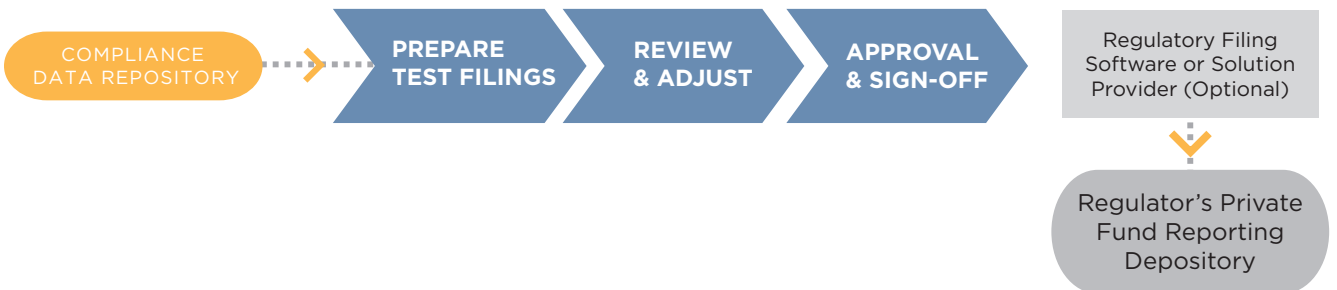 COMPLIANCE
DATA REPOSITORY
PREPARE
TEST FILINGS
REVIEW
& ADJUST
APPROVAL
& SIGN-OFF
Regulatory Filing
Software or Solution
Provider (Optional)
Regulator’s Private
Fund Reporting
Depository